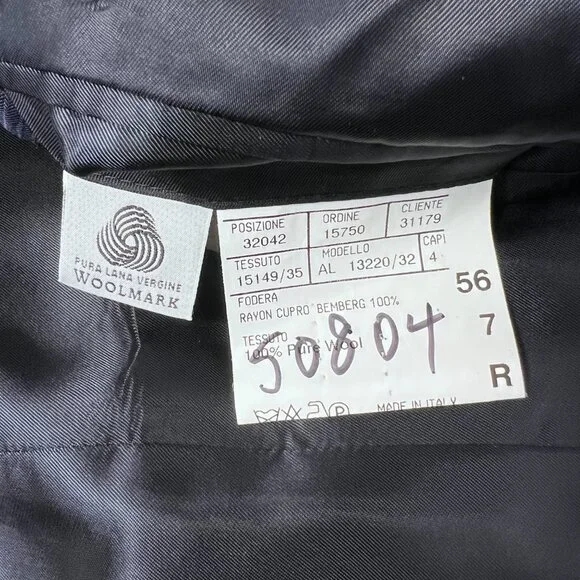 PURA LANA VERGINE
WOOLMARK
POSIZIONE ORDINE CLIENTE
32042 15750 31179
TESSUTO MODELLO CAPI
15149/35 AL 13220/32 4
FODERA 56
RAYON CUPRO BEMBERG 100%
TESSUTO 7
100% Pure Wool
50804
R
MADE IN ITALY